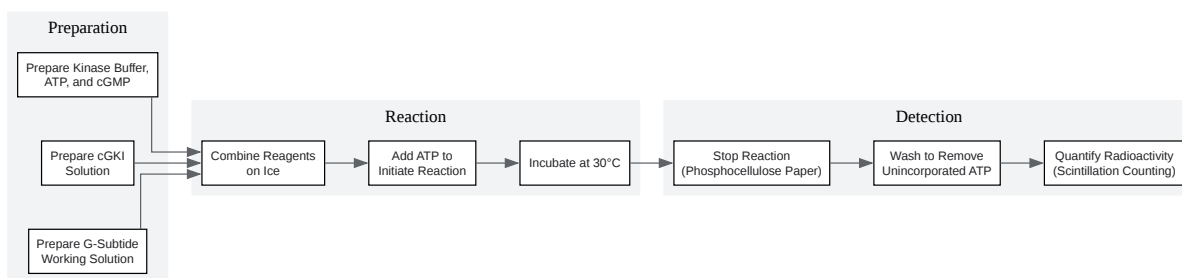 Preparation
Prepare Kinase Buffer,
ATP, and cGMP
Prepare cGKI
Solution
Prepare G-Subtide
Working Solution
Reaction
Combine Reagents
on Ice
Add ATP to
Initiate Reaction
Incubate at 30°C
Detection
Stop Reaction
(Phosphocellulose Paper)
Wash to Remove
Unincorporated ATP
Quantify Radioactivity
(Scintillation Counting)